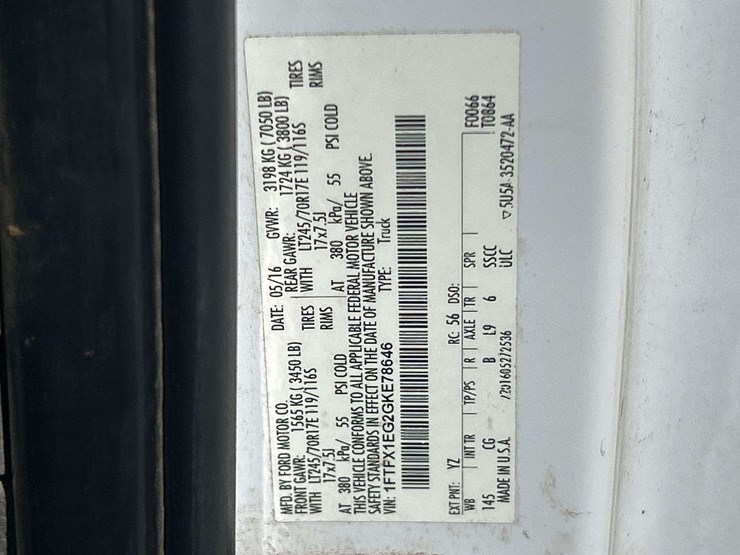 MFD. BY FORD MOTOR CO. DATE: 05/16 GVWR: 3198 KG ( 7050 LB)
FRONT GAWR: 1565 KG ( 3450 LB) REAR GAWR: 1724 KG ( 3800 LB)
WITH LT245/70R17E 119/116S TIRES WITH LT245/70R17E 119/116S TIRES
17x7.5J RIMS 17x7.5J RIMS
AT 380 kPa/ 55 PSI COLD AT 380 kPa/ 55 PSI COLD
THIS VEHICLE CONFORMS TO ALL APPLICABLE FEDERAL MOTOR VEHICLE
SAFETY STANDARDS IN EFFECT ON THE DATE OF MANUFACTURE SHOWN ABOVE.
VIN: 1FTFX1EG2GKE78646 TYPE: Truck
EXT PNT: YZ RC: 56 DSO: F0066
WB INT TR TP/PS R AXLE TR SPR T0864
145 CG B L9 6 SSCC
MADE IN U.S.A. ULC
5U5A-3520472-AA